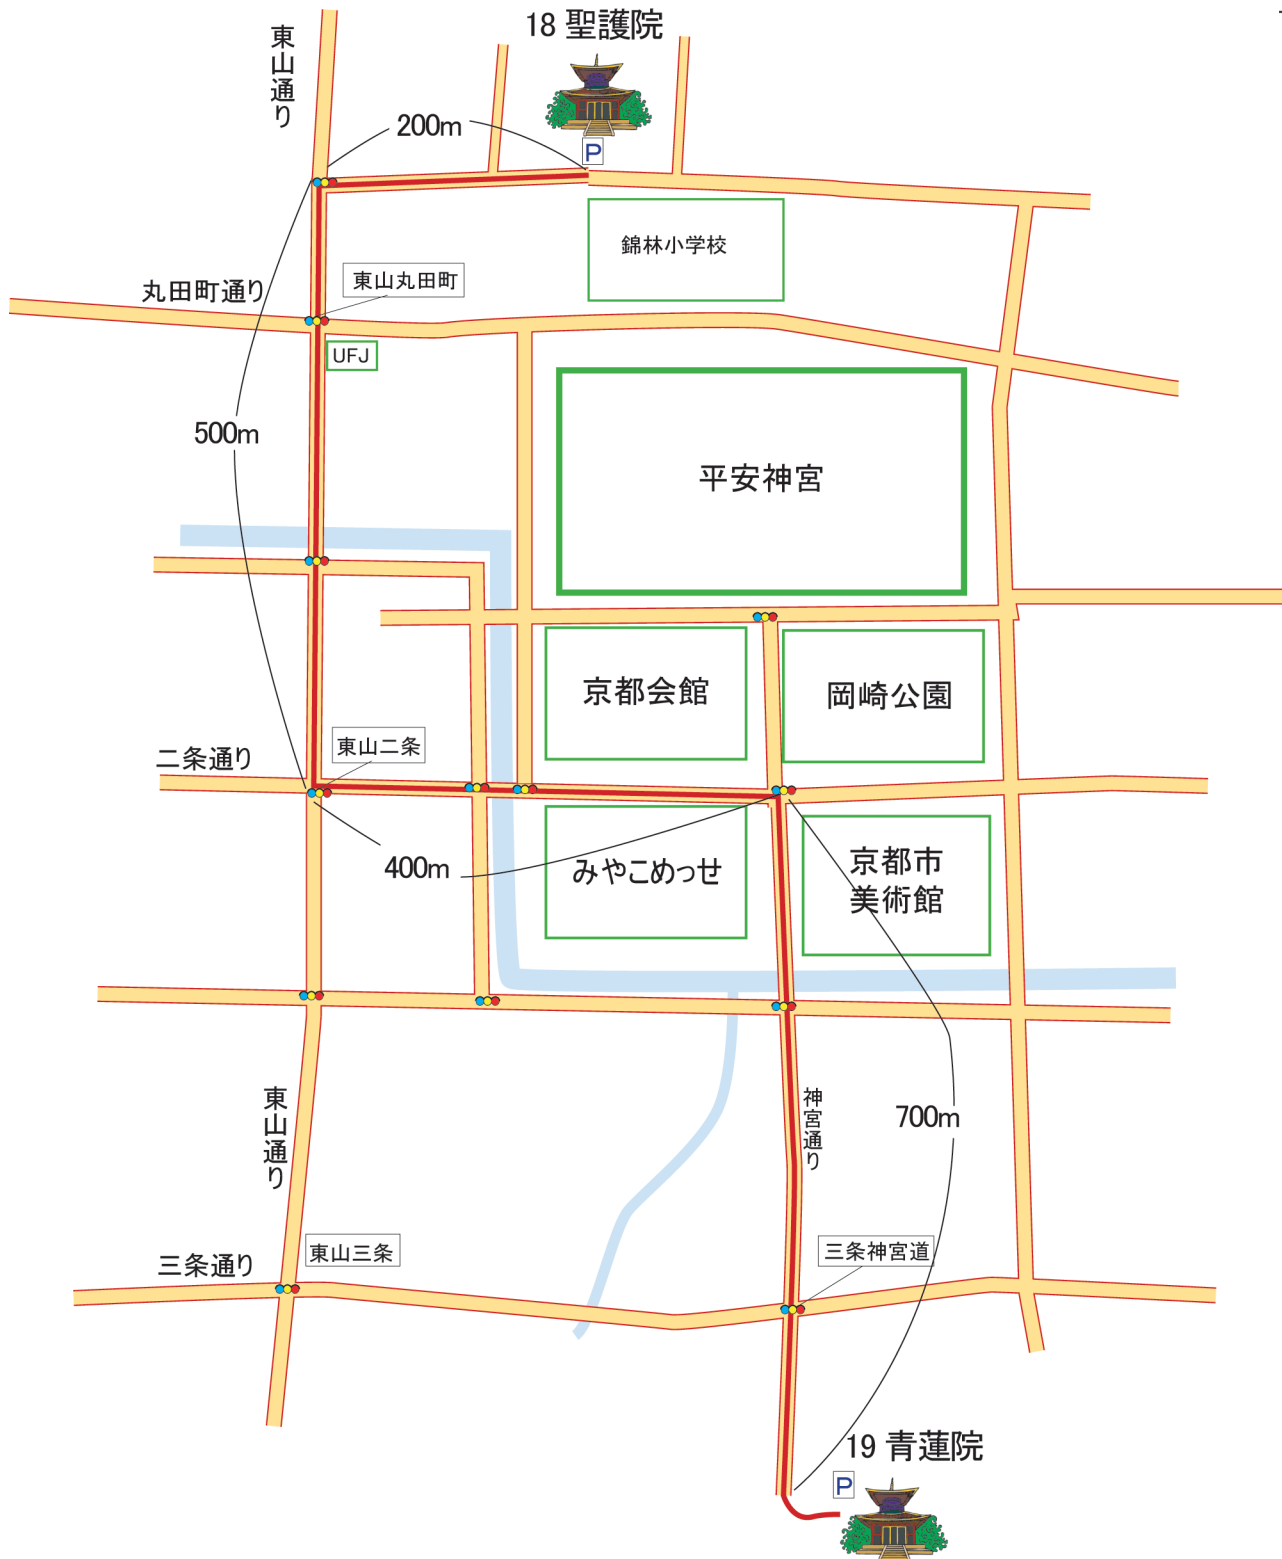 18 聖護院
東山通り
200m
P
錦林小学校
丸田町通り
東山丸田町
UFJ
500m
平安神宮
京都会館
岡崎公園
二条通り
東山二条
400m
みやこめっせ
京都市
美術館
東山通り
神宮通り
700m
三条通り
東山三条
三条神宮道
19 青蓮院
P